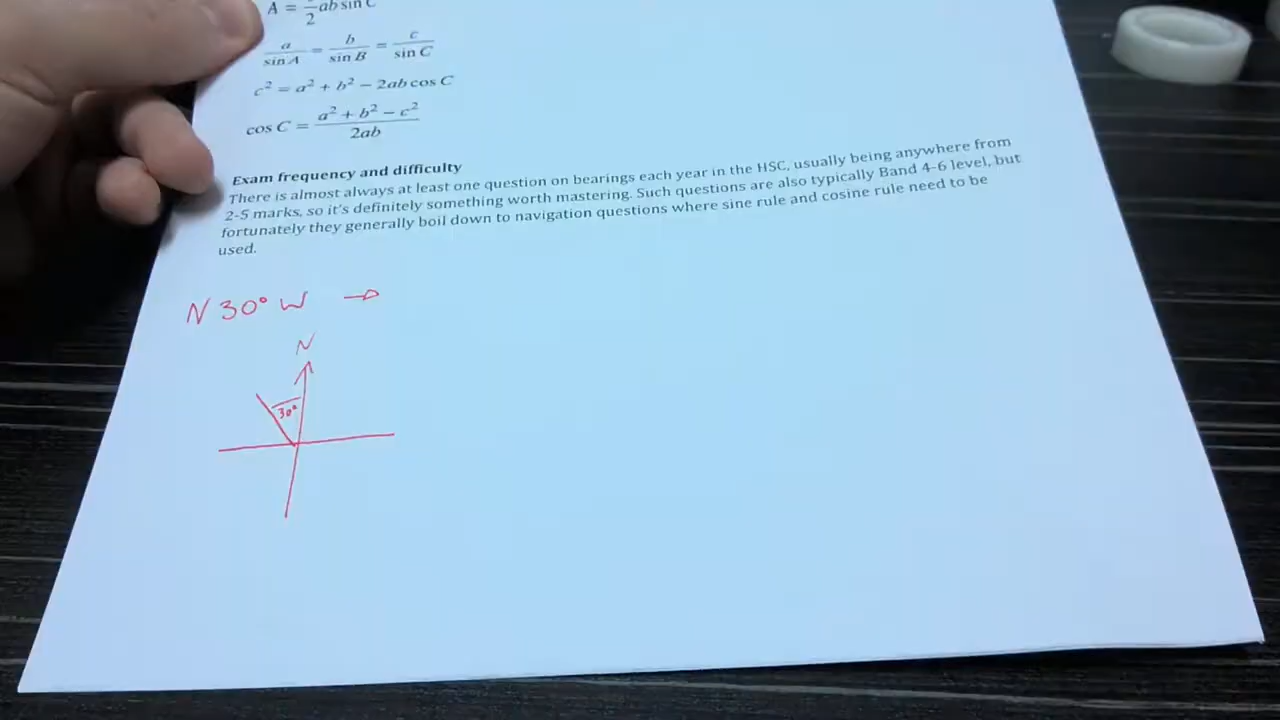 A = 1/2 ab sin C
a/sin A = b/sin B = c/sin C
c² = a² + b² − 2ab cos C
cos C = a² + b² − c²/2ab
Exam frequency and difficulty
There is almost always at least one question on bearings each year in the HSC, usually being anywhere from
2-5 marks, so it's definitely something worth mastering. Such questions are also typically Band 4-6 level, but
fortunately they generally boil down to navigation questions where sine rule and cosine rule need to be
used.
N 30° W →
N
30°